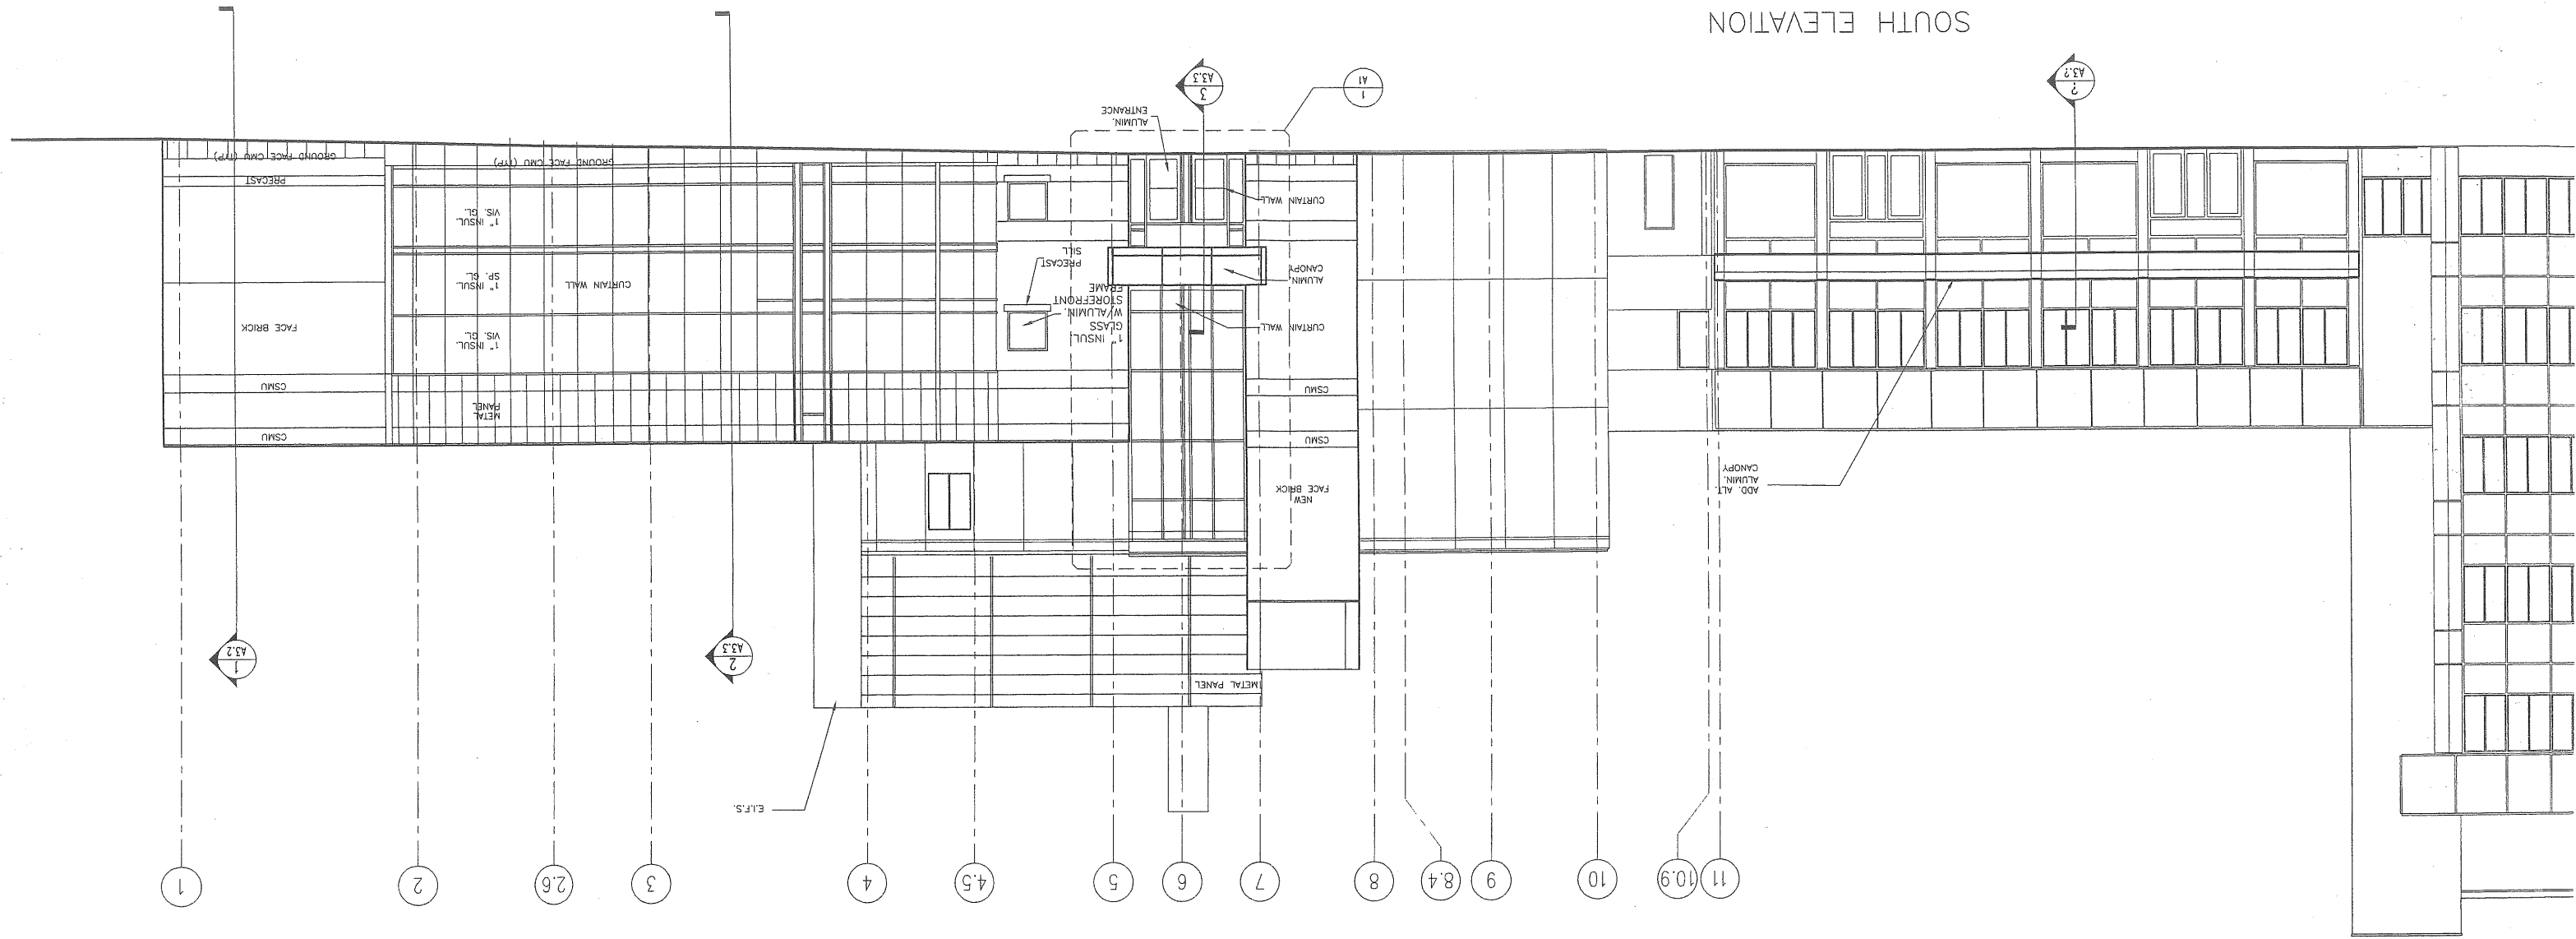 11
10.9
10
9
8.4
8
7
6
5
4.5
4
3
2.6
2
1
E.I.F.S.
METAL PANEL
2
A3.3
1
A3.2
ADD. ALT.
ALUMIN.
CANOPY
NEW
FACE BRICK
CSMU
CSMU
CSMU
METAL
PANEL
CSMU
CURTAIN WALL
1" INSUL.
GLASS
W/ALUMIN.
STOREFRONT
FRAME
1" INSUL.
VIS. GL.
FACE BRICK
ALUMIN.
CANOPY
PRECAST
SILL
CURTAIN WALL
1" INSUL.
SP. GL.
CURTAIN WALL
1" INSUL.
VIS. GL.
PRECAST
GROUND FACE CMU (TYP)
GROUND FACE CMU (TYP)
ALUMIN.
ENTRANCE
?
A3.?
1
A1
3
A3.3
SOUTH ELEVATION